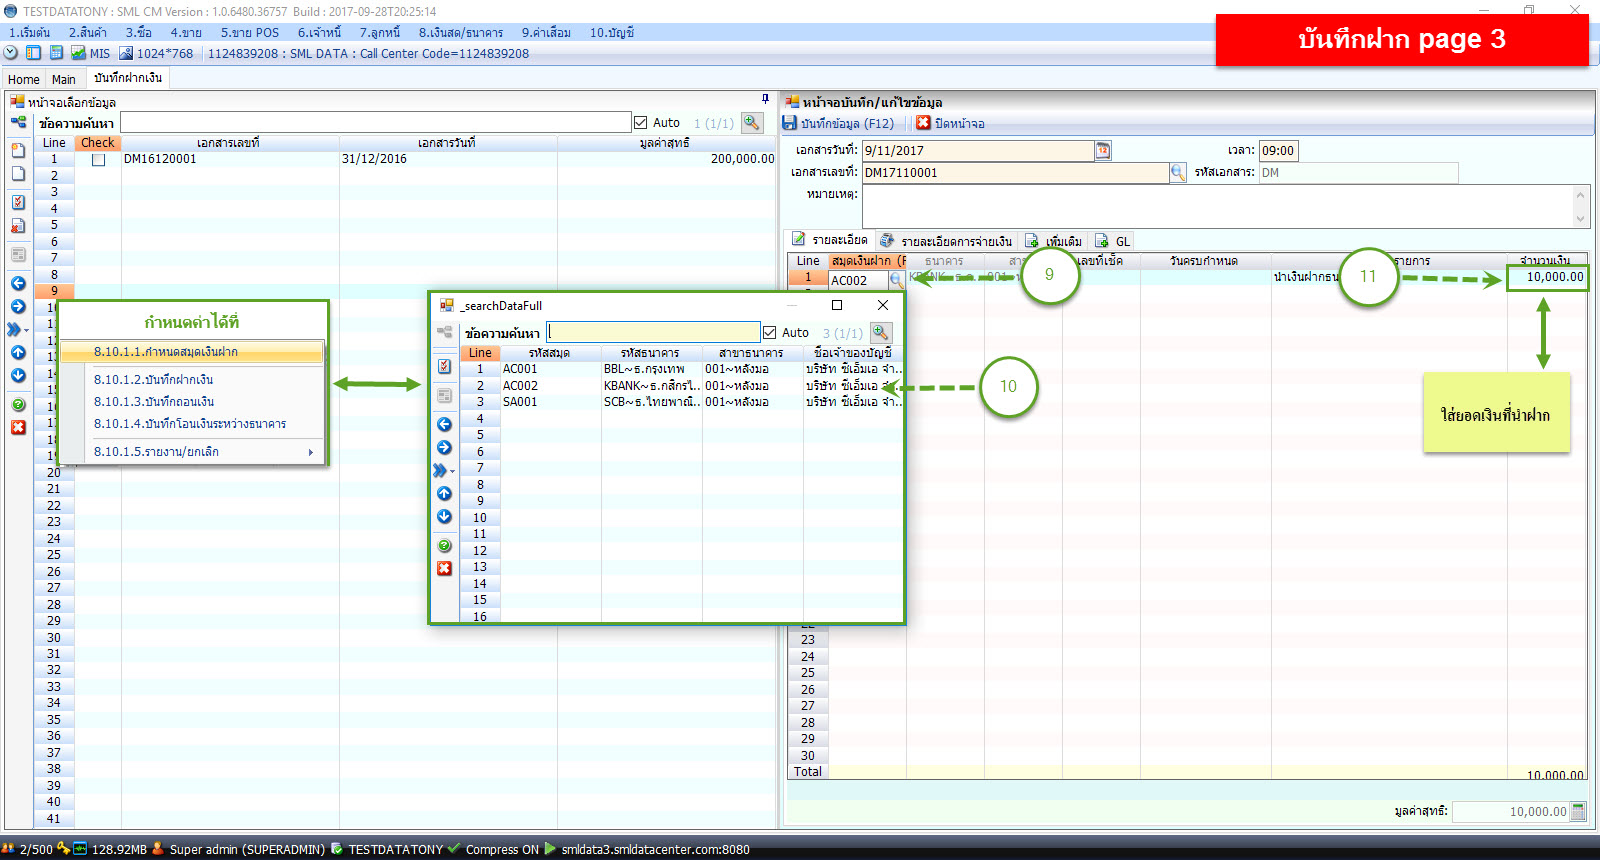 TESTDATATONY : SML CM Version : 1.0.6480.36757 Build : 2017-09-28T20:25:14
1.เริ่มต้น 2.สินค้า 3.ซื้อ 4.ขาย 5.ขาย POS 6.เจ้าหนี้ 7.ลูกหนี้ 8.เงินสด/ธนาคาร 9.ค่าเสื่อม 10.บัญชี
บันทึกฝาก page 3
MIS 1024*768 1124839208 : SML DATA : Call Center Code=1124839208
Home Main บันทึกฝากเงิน
หน้าจอเลือกข้อมูล
ข้อความค้นหา Auto 1 (1/1)
Line Check เอกสารเลขที่ เอกสารวันที่ มูลค่าสุทธิ
1 DM16120001 31/12/2016 200,000.00
2
3
4
5
6
7
8
9
กำหนดค่าได้ที่
8.10.1.1.กำหนดสมุดเงินฝาก
8.10.1.2.บันทึกฝากเงิน
8.10.1.3.บันทึกถอนเงิน
8.10.1.4.บันทึกโอนเงินระหว่างธนาคาร
8.10.1.5.รายงาน/ยกเลิก
20
21
22
23
24
25
26
27
28
29
30
31
32
33
34
35
36
37
38
39
40
41
_searchDataFull
ข้อความค้นหา Auto 3 (1/1)
Line รหัสสมุด รหัสธนาคาร สาขาธนาคาร ชื่อเจ้าของบัญชี
1 AC001 BBL~ธ.กรุงเทพ 001~หลังมอ บริษัท ซีเอ็มเอ จำ..
2 AC002 KBANK~ธ.กสิกรไ.. 001~หลังมอ บริษัท ซีเอ็มเอ จำ..
3 SA001 SCB~ธ.ไทยพาณิ.. 001~หลังมอ บริษัท ซีเอ็มเอ จำ..
4
5
6
7
8
9
10
11
12
13
14
15
16
10
หน้าจอบันทึก/แก้ไขข้อมูล
บันทึกข้อมูล (F12) ปิดหน้าจอ
เอกสารวันที่: 9/11/2017 เวลา: 09:00
เอกสารเลขที่: DM17110001 รหัสเอกสาร: DM
หมายเหตุ:
รายละเอียด รายละเอียดการจ่ายเงิน เพิ่มเติม GL
Line สมุดเงินฝาก (F ธนาคาร สา เลขที่เช็ค วันครบกำหนด รายการ จำนวนเงิน
1 AC002 KBANK~ธ.ก.. 001~ห นำเงินฝากธน 10,000.00
9
11
ใส่ยอดเงินที่นำฝาก
23
24
25
26
27
28
29
30
Total 10,000.00
มูลค่าสุทธิ: 10,000.00
2/500 128.92MB Super admin (SUPERADMIN) TESTDATATONY Compress ON smldata3.smldatacenter.com:8080